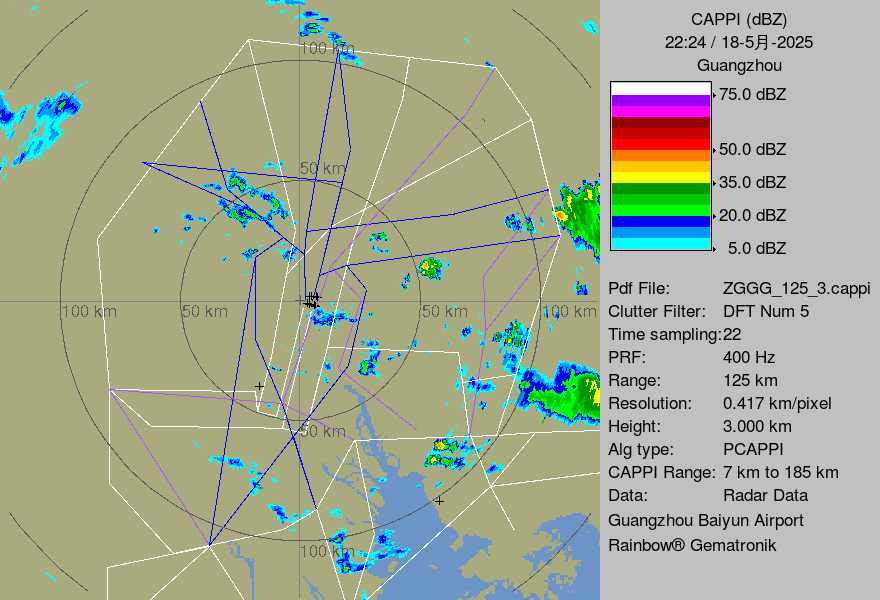 CAPPI (dBZ)
22:24 / 18-5月-2025
Guangzhou
75.0 dBZ
50.0 dBZ
35.0 dBZ
20.0 dBZ
5.0 dBZ
Pdf File: ZGGG_125_3.cappi
Clutter Filter: DFT Num 5
Time sampling:22
PRF: 400 Hz
Range: 125 km
Resolution: 0.417 km/pixel
Height: 3.000 km
Alg type: PCAPPI
CAPPI Range: 7 km to 185 km
Data: Radar Data
Guangzhou Baiyun Airport
Rainbow® Gematronik
100 km
50 km
100 km
50 km
50 km
100 km
50 km
100 km